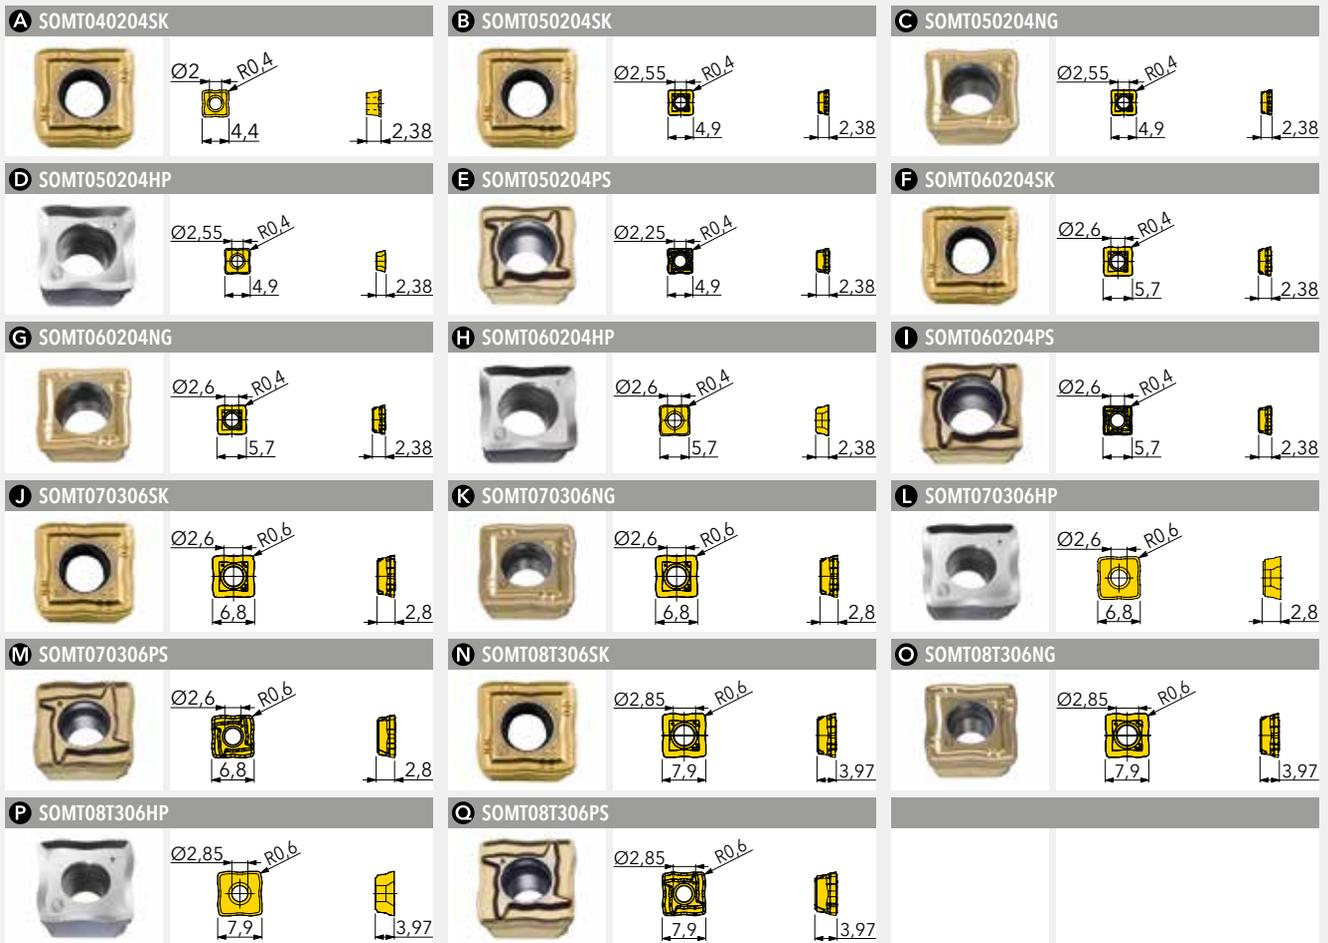 A SOMT040204SK
Ø2
R0,4
4,4
2,38
B SOMT050204SK
Ø2,55
R0,4
4,9
2,38
C SOMT050204NG
Ø2,55
R0,4
4,9
2,38
D SOMT050204HP
Ø2,55
R0,4
4,9
2,38
E SOMT050204PS
Ø2,25
R0,4
4,9
2,38
F SOMT060204SK
Ø2,6
R0,4
5,7
2,38
G SOMT060204NG
Ø2,6
R0,4
5,7
2,38
H SOMT060204HP
Ø2,6
R0,4
5,7
2,38
I SOMT060204PS
Ø2,6
R0,4
5,7
2,38
J SOMT070306SK
Ø2,6
R0,6
6,8
2,8
K SOMT070306NG
Ø2,6
R0,6
6,8
2,8
L SOMT070306HP
Ø2,6
R0,6
6,8
2,8
M SOMT070306PS
Ø2,6
R0,6
6,8
2,8
N SOMT08T306SK
Ø2,85
R0,6
7,9
3,97
O SOMT08T306NG
Ø2,85
R0,6
7,9
3,97
P SOMT08T306HP
Ø2,85
R0,6
7,9
3,97
Q SOMT08T306PS
Ø2,85
R0,6
7,9
3,97